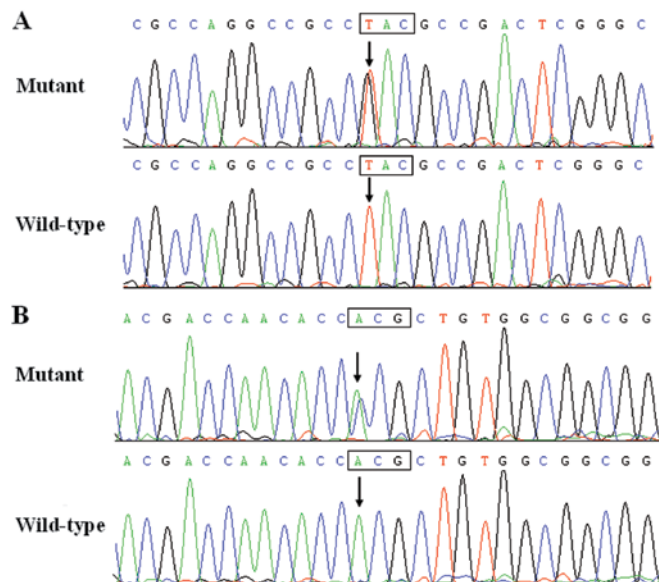 A C G C C A G G C C G C C T A C G C C G A C T C G G G C
Mutant
C G C C A G G C C G C C T A C G C C G A C T C G G G C
Wild-type
B A C G A C C A A C A C C A C G C T G T G G C G G C G G
Mutant
A C G A C C A A C A C C A C G C T G T G G C G G C G G
Wild-type